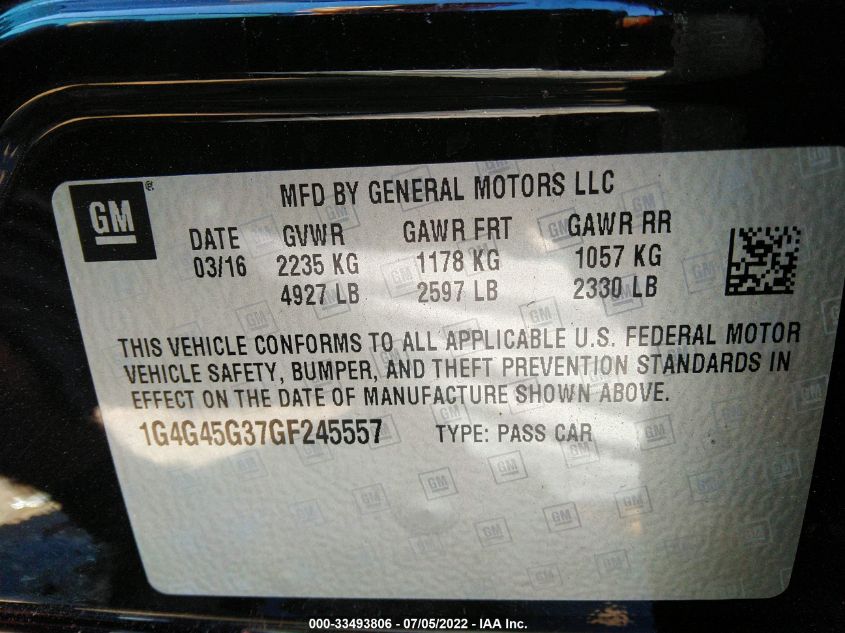 GM ®
MFD BY GENERAL MOTORS LLC
DATE GVWR GAWR FRT GAWR RR
03/16 2235 KG 1178 KG 1057 KG
4927 LB 2597 LB 2330 LB
THIS VEHICLE CONFORMS TO ALL APPLICABLE U.S. FEDERAL MOTOR
VEHICLE SAFETY, BUMPER, AND THEFT PREVENTION STANDARDS IN
EFFECT ON THE DATE OF MANUFACTURE SHOWN ABOVE.
1G4G45G37GF245557 TYPE: PASS CAR
000-33493806 - 07/05/2022 - IAA Inc.